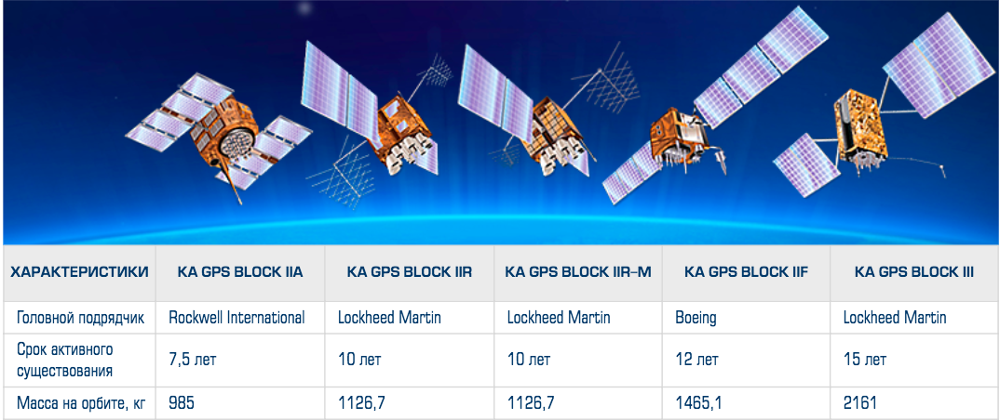 ХАРАКТЕРИСТИКИ КА GPS BLOCK IIA КА GPS BLOCK IIR КА GPS BLOCK IIR–M КА GPS BLOCK IIF КА GPS BLOCK III
Головной подрядчик Rockwell International Lockheed Martin Lockheed Martin Boeing Lockheed Martin
Срок активного
существования 7,5 лет 10 лет 10 лет 12 лет 15 лет
Масса на орбите, кг 985 1126,7 1126,7 1465,1 2161